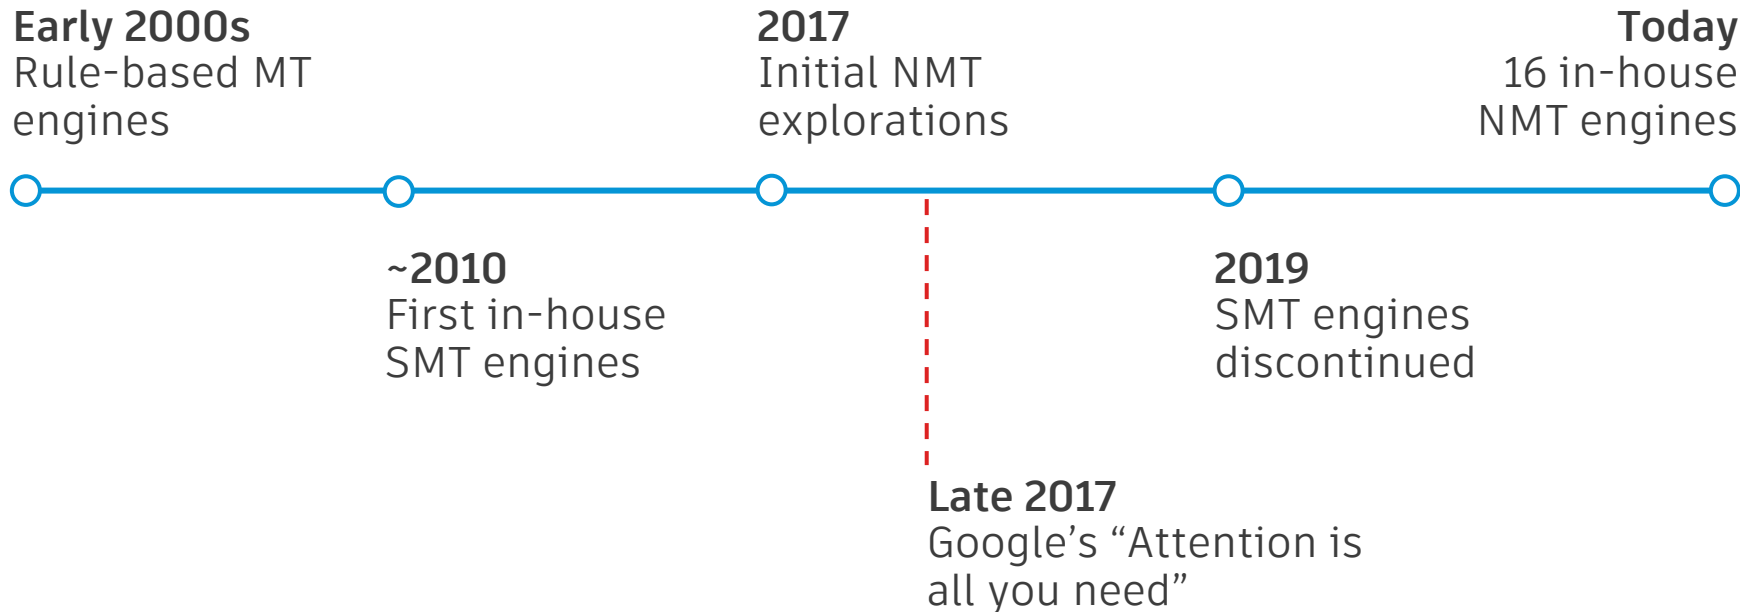 Early 2000s
Rule-based MT
engines
~2010
First in-house
SMT engines
2017
Initial NMT
explorations
Late 2017
Google’s “Attention is
all you need”
2019
SMT engines
discontinued
Today
16 in-house
NMT engines